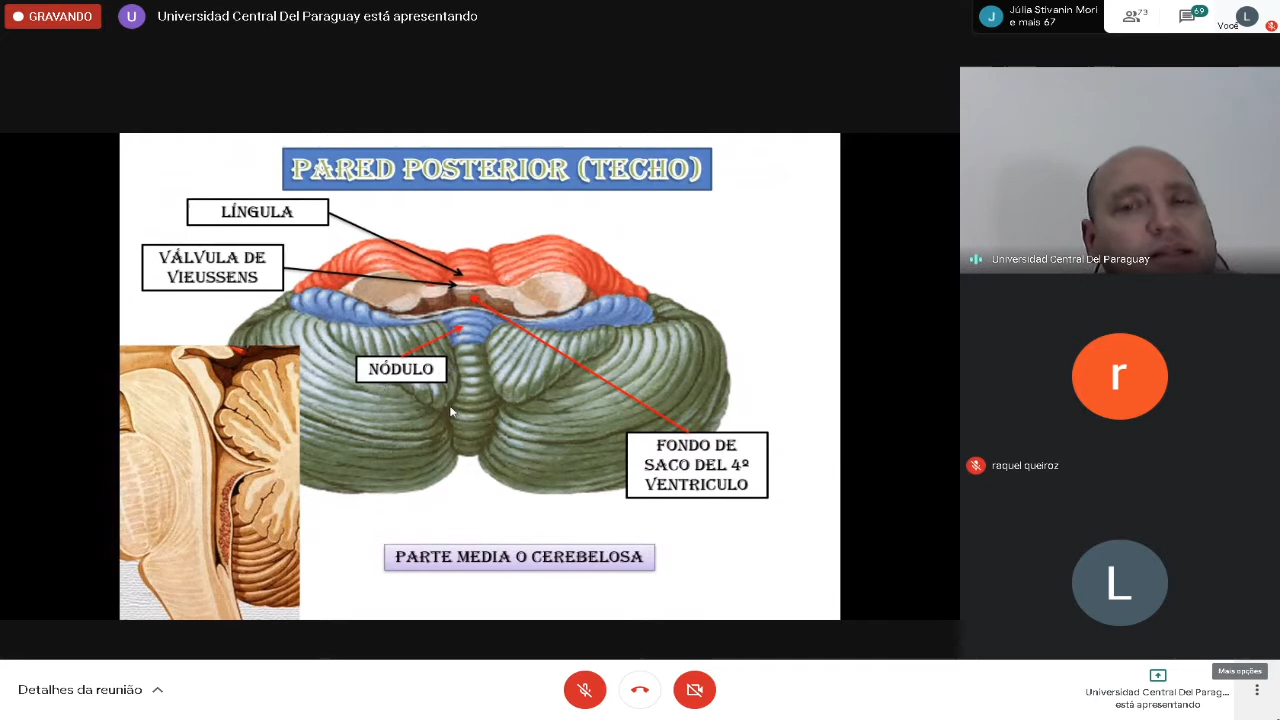 GRAVANDO
U
Universidad Central Del Paraguay está apresentando
J
Júlia Stivanin Mori
e mais 67
73
69
L
Você
PARED POSTERIOR (TECHO)
LÍNGULA
VÁLVULA DE
VIEUSSENS
NÓDULO
FONDO DE
SACO DEL 4º
VENTRICULO
PARTE MEDIA O CEREBELOSA
Universidad Central Del Paraguay
r
raquel queiroz
L
Detalhes da reunião
Mais opções
Universidad Central Del Parag...
está apresentando